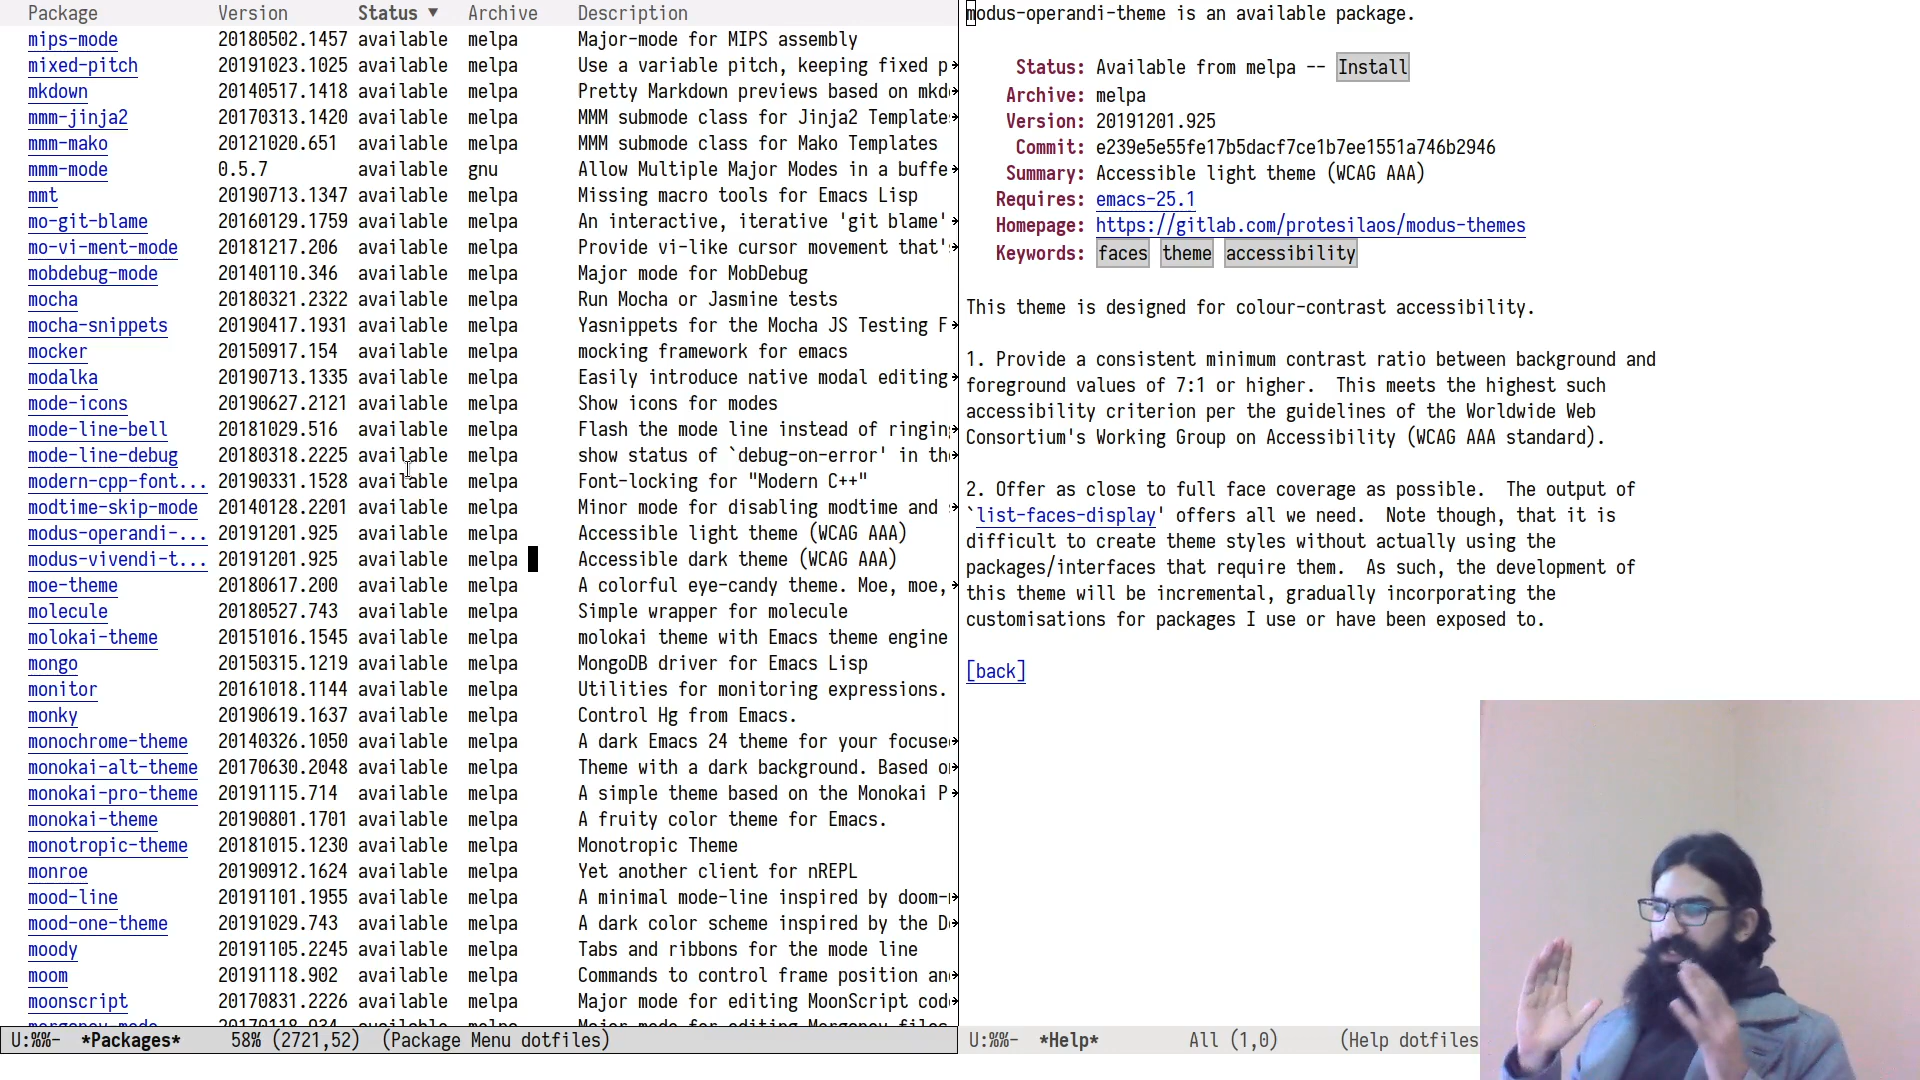 Package Version Status ▼ Archive Description
mips-mode 20180502.1457 available melpa Major-mode for MIPS assembly
mixed-pitch 20191023.1025 available melpa Use a variable pitch, keeping fixed p→
mkdown 20140517.1418 available melpa Pretty Markdown previews based on mkd→
mmm-jinja2 20170313.1420 available melpa MMM submode class for Jinja2 Template→
mmm-mako 20121020.651 available melpa MMM submode class for Mako Templates
mmm-mode 0.5.7 available gnu Allow Multiple Major Modes in a buffe→
mmt 20190713.1347 available melpa Missing macro tools for Emacs Lisp
mo-git-blame 20160129.1759 available melpa An interactive, iterative 'git blame'→
mo-vi-ment-mode 20181217.206 available melpa Provide vi-like cursor movement that'→
mobdebug-mode 20140110.346 available melpa Major mode for MobDebug
mocha 20180321.2322 available melpa Run Mocha or Jasmine tests
mocha-snippets 20190417.1931 available melpa Yasnippets for the Mocha JS Testing F→
mocker 20150917.154 available melpa mocking framework for emacs
modalka 20190713.1335 available melpa Easily introduce native modal editing→
mode-icons 20190627.2121 available melpa Show icons for modes
mode-line-bell 20181029.516 available melpa Flash the mode line instead of ringin→
mode-line-debug 20180318.2225 available melpa show status of `debug-on-error' in th→
modern-cpp-font... 20190331.1528 available melpa Font-locking for "Modern C++"
modtime-skip-mode 20140128.2201 available melpa Minor mode for disabling modtime and →
modus-operandi-... 20191201.925 available melpa Accessible light theme (WCAG AAA)
modus-vivendi-t... 20191201.925 available melpa Accessible dark theme (WCAG AAA)
moe-theme 20180617.200 available melpa A colorful eye-candy theme. Moe, moe,→
molecule 20180527.743 available melpa Simple wrapper for molecule
molokai-theme 20151016.1545 available melpa molokai theme with Emacs theme engine
mongo 20150315.1219 available melpa MongoDB driver for Emacs Lisp
monitor 20161018.1144 available melpa Utilities for monitoring expressions.
monky 20190619.1637 available melpa Control Hg from Emacs.
monochrome-theme 20140326.1050 available melpa A dark Emacs 24 theme for your focuse→
monokai-alt-theme 20170630.2048 available melpa Theme with a dark background. Based o→
monokai-pro-theme 20191115.714 available melpa A simple theme based on the Monokai P→
monokai-theme 20190801.1701 available melpa A fruity color theme for Emacs.
monotropic-theme 20181015.1230 available melpa Monotropic Theme
monroe 20190912.1624 available melpa Yet another client for nREPL
mood-line 20191101.1955 available melpa A minimal mode-line inspired by doom-→
mood-one-theme 20191029.743 available melpa A dark color scheme inspired by the D→
moody 20191105.2245 available melpa Tabs and ribbons for the mode line
moom 20191118.902 available melpa Commands to control frame position an→
moonscript 20170831.2226 available melpa Major mode for editing MoonScript cod→
U:%%- *Packages* 58% (2721,52) (Package Menu dotfiles)
modus-operandi-theme is an available package.
Status: Available from melpa -- Install
Archive: melpa
Version: 20191201.925
Commit: e239e5e55fe17b5dacf7ce1b7ee1551a746b2946
Summary: Accessible light theme (WCAG AAA)
Requires: emacs-25.1
Homepage: https://gitlab.com/protesilaos/modus-themes
Keywords: faces theme accessibility
This theme is designed for colour-contrast accessibility.
1. Provide a consistent minimum contrast ratio between background and
foreground values of 7:1 or higher. This meets the highest such
accessibility criterion per the guidelines of the Worldwide Web
Consortium's Working Group on Accessibility (WCAG AAA standard).
2. Offer as close to full face coverage as possible. The output of
`list-faces-display' offers all we need. Note though, that it is
difficult to create theme styles without actually using the
packages/interfaces that require them. As such, the development of
this theme will be incremental, gradually incorporating the
customisations for packages I use or have been exposed to.
[back]
U:%%- *Help* All (1,0) (Help dotfiles